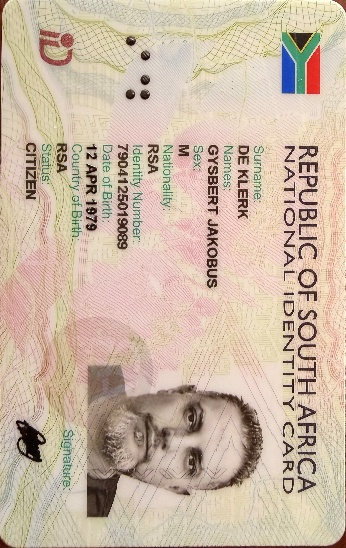 REPUBLIC OF SOUTH AFRICA
NATIONAL IDENTITY CARD
Surname:
DE KLERK
Names:
GYSBERT JAKOBUS
Sex:
M
Nationality:
RSA
Identity Number:
7904125019089
Date of Birth:
12 APR 1979
Country of Birth:
RSA
Status:
CITIZEN
Signature:
iD